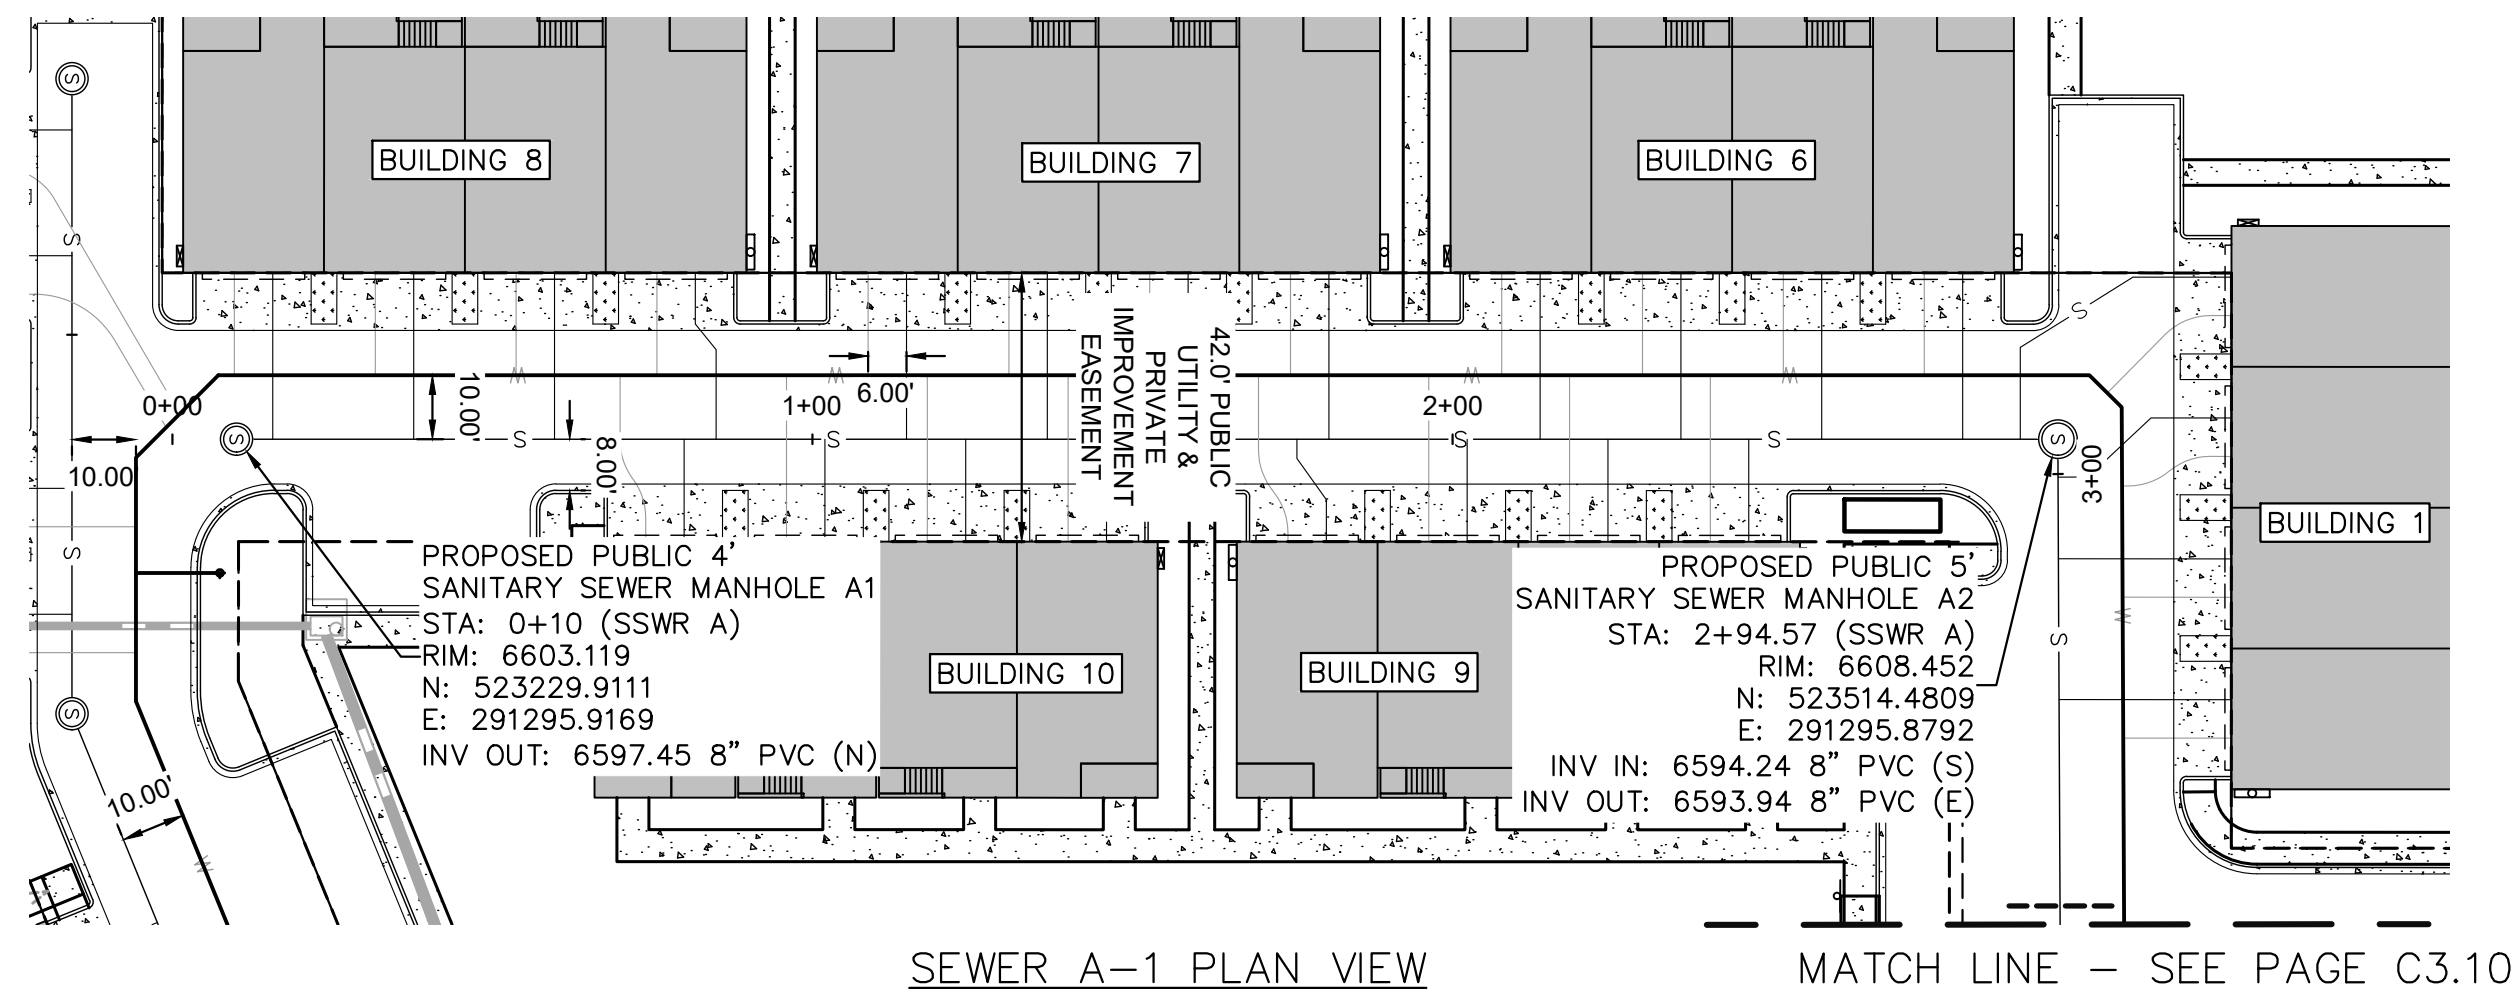 BUILDING 8
BUILDING 7
BUILDING 6
S
S
S
0+00
10.00'
1+00
6.00'
42.0' PUBLIC
UTILITY &
PRIVATE
IMPROVEMENT
EASEMENT
2+00
W
W
W
W
S
S
S
S
S
S
8.00'
10.00
3+00
BUILDING 1
S
PROPOSED PUBLIC 4'
SANITARY SEWER MANHOLE A1
STA: 0+10 (SSWR A)
RIM: 6603.119
N: 523229.9111
E: 291295.9169
INV OUT: 6597.45 8" PVC (N)
BUILDING 10
BUILDING 9
PROPOSED PUBLIC 5'
SANITARY SEWER MANHOLE A2
STA: 2+94.57 (SSWR A)
RIM: 6608.452
N: 523514.4809
E: 291295.8792
INV IN: 6594.24 8" PVC (S)
INV OUT: 6593.94 8" PVC (E)
S
W
S
10.00'
W
SEWER A-1 PLAN VIEW
MATCH LINE - SEE PAGE C3.10